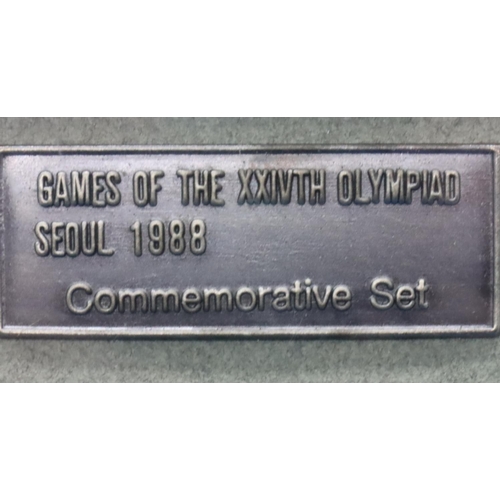 GAMES OF THE XXIVTH OLYMPIAD
SEOUL 1988
Commemorative Set